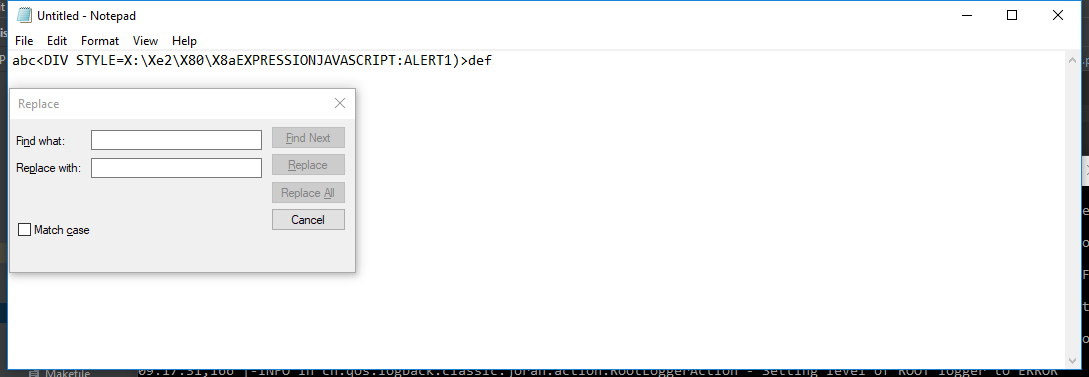 Untitled - Notepad
File Edit Format View Help
abc<DIV STYLE=X:\Xe2\X80\X8aEXPRESSIONJAVASCRIPT:ALERT1)>def
Replace
Find what:
Find Next
Replace with:
Replace
Replace All
Cancel
Match case
Makefile
09:17:31,166 |-INFO in ch.qos.logback.classic.joran.action.RootLoggerAction - Setting level of ROOT logger to ERROR